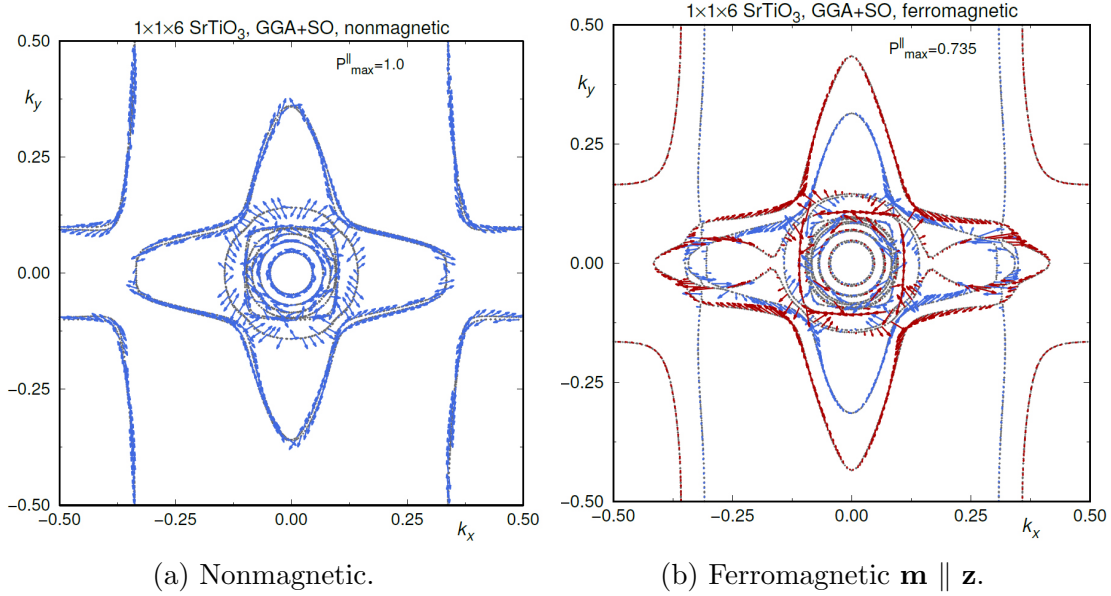 1×1×6 SrTiO3, GGA+SO, nonmagnetic
P||max=1.0
ky
0.50
0.25
0.00
−0.25
−0.50
−0.50 −0.25 0.00 0.25 0.50
kx
(a) Nonmagnetic.
1×1×6 SrTiO3, GGA+SO, ferromagnetic
P||max=0.735
ky
0.50
0.25
0.00
−0.25
−0.50
−0.50 −0.25 0.00 0.25 0.50
kx
(b) Ferromagnetic m ∥ z.